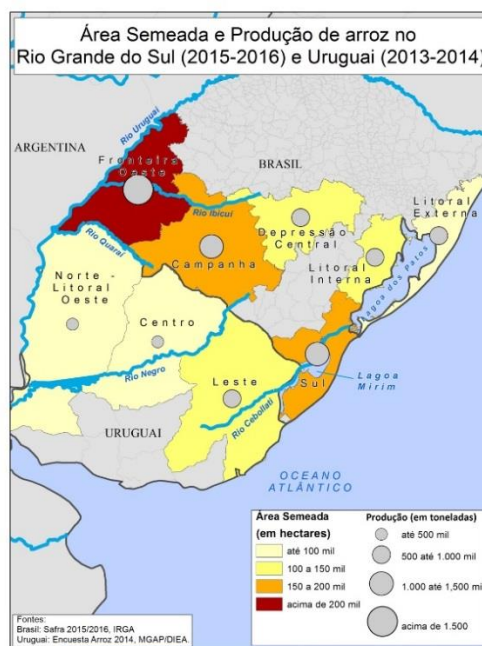 Área Semeada e Produção de arroz no
Rio Grande do Sul (2015-2016) e Uruguai (2013-2014)
ARGENTINA
Rio Uruguai
BRASIL
Fronteira
Oeste
Rio Ibicuí
Litoral
Externa
Depressão
Central
Rio Quaraí
Campanha
Litoral
Interna
Lagoa dos Patos
Norte -
Litoral
Oeste
Centro
Rio Negro
Leste
Sul
Lagoa
Mirim
Rio Cebollati
URUGUAI
OCEANO
ATLÂNTICO
Área Semeada
(em hectares)
até 100 mil
100 a 150 mil
150 a 200 mil
acima de 200 mil
Produção (em toneladas)
até 500 mil
500 até 1.000 mil
1.000 até 1,500 mil
acima de 1.500
Fontes:
Brasil: Safra 2015/2016, IRGA
Uruguai: Encuesta Arroz 2014, MGAP/DIEA.